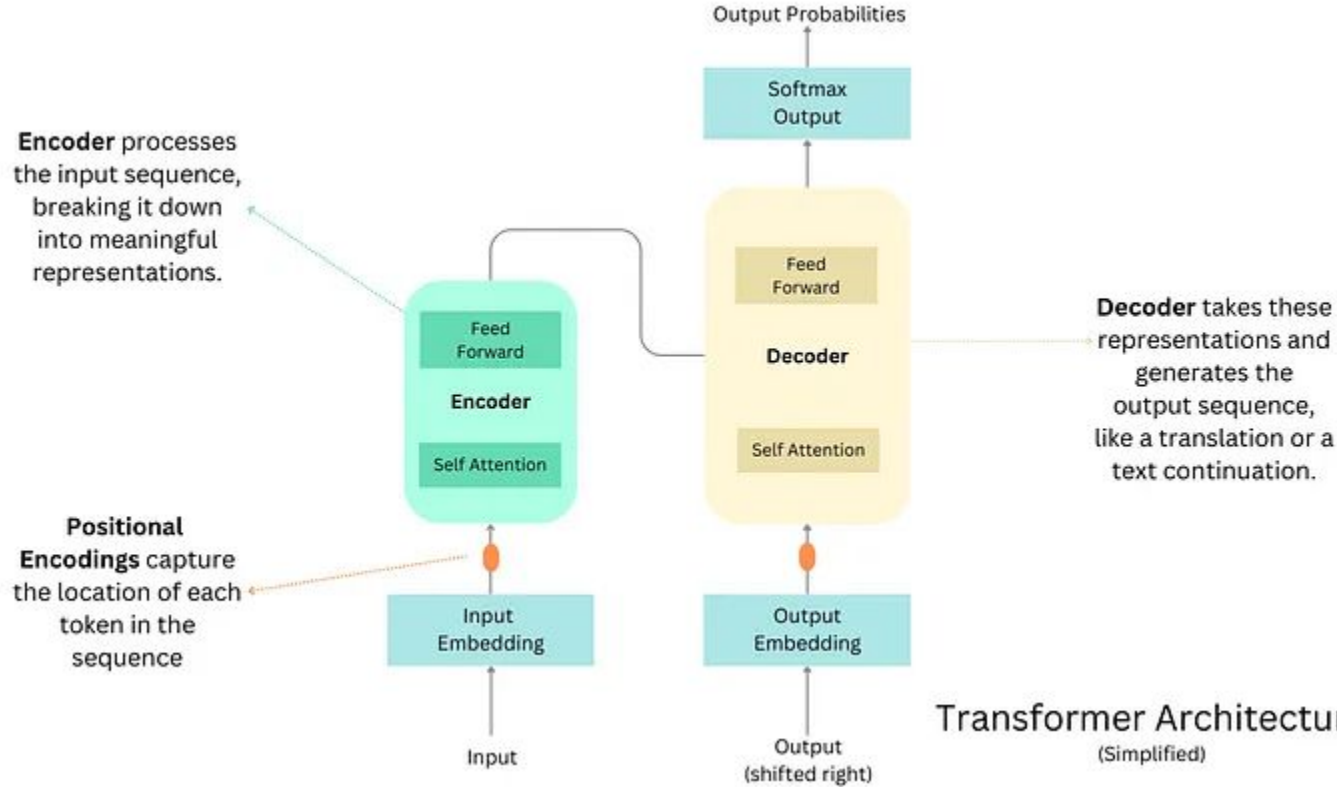 Output Probabilities
Softmax
Output
Encoder processes
the input sequence,
breaking it down
into meaningful
representations.
Feed
Forward
Encoder
Self Attention
Feed
Forward
Decoder
Self Attention
Decoder takes these
representations and
generates the
output sequence,
like a translation or a
text continuation.
Positional
Encodings capture
the location of each
token in the
sequence
Input
Embedding
Input
Output
Embedding
Output
(shifted right)
Transformer Architectu
(Simplified)